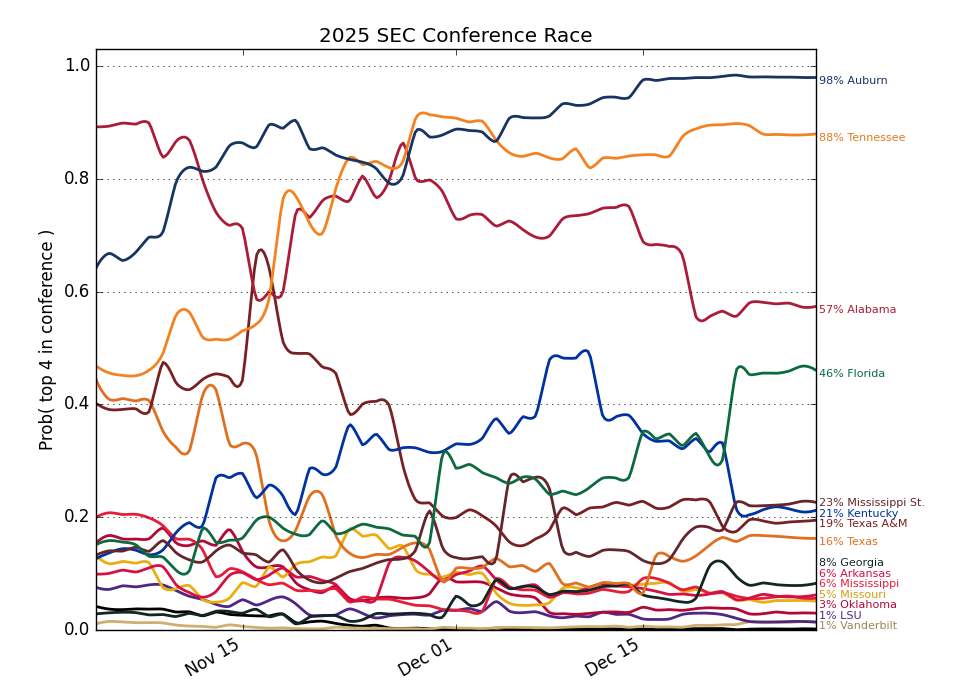 2025 SEC Conference Race
Prob( top 4 in conference )
1.0
0.8
0.6
0.4
0.2
0.0
Nov 15
Dec 01
Dec 15
98% Auburn
88% Tennessee
57% Alabama
46% Florida
23% Mississippi St.
21% Kentucky
19% Texas A&M
16% Texas
8% Georgia
6% Arkansas
6% Mississippi
5% Missouri
3% Oklahoma
1% LSU
1% Vanderbilt